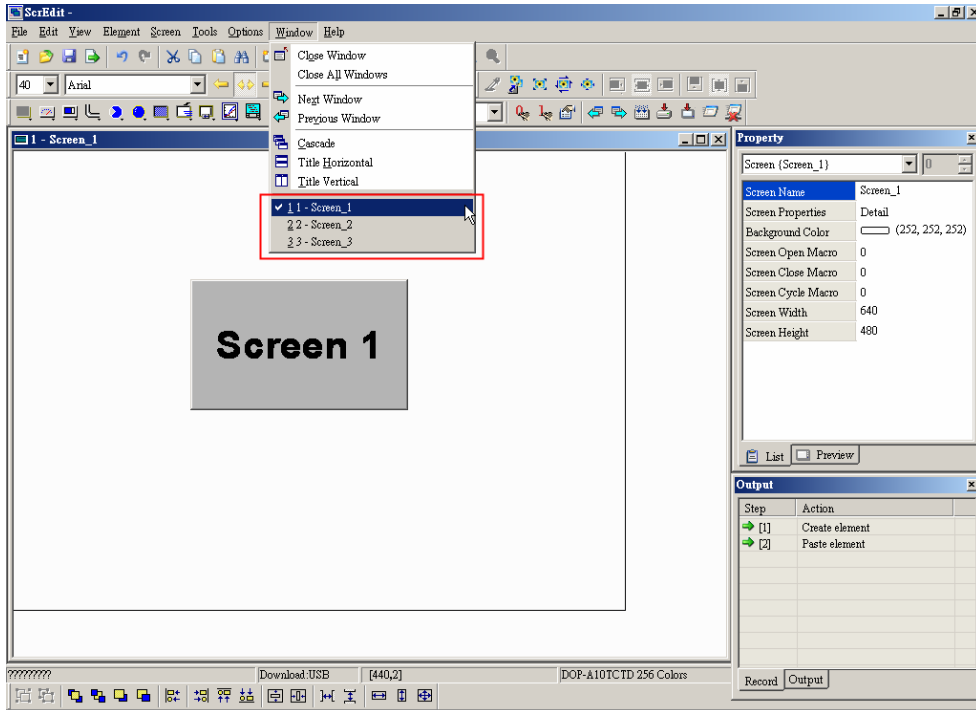 ScrEdit -
File Edit View Element Screen Tools Options Window Help
Close Window
Close All Windows
Next Window
Previous Window
Cascade
Title Horizontal
Title Vertical
1 1 - Screen_1
2 2 - Screen_2
3 3 - Screen_3
40 Arial
1 - Screen_1
Screen 1
Property
Screen {Screen_1} 0
Screen Name Screen_1
Screen Properties Detail
Background Color (252, 252, 252)
Screen Open Macro 0
Screen Close Macro 0
Screen Cycle Macro 0
Screen Width 640
Screen Height 480
List Preview
Output
Step Action
[1] Create element
[2] Paste element
Record Output
????????? Download:USB [440,2] DOP-A10TCTD 256 Colors